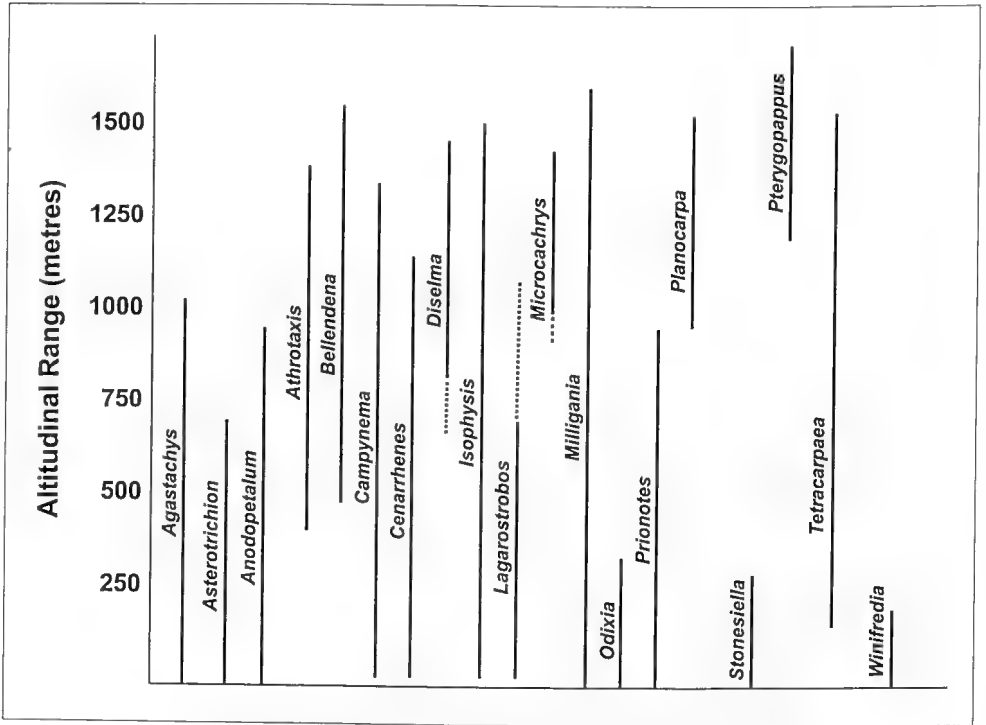 Altitudinal Range (metres)
1500
1250
1000
750
500
250
Agastachys
Asterotrichion
Anodopetalum
Athrotaxis
Bellendena
Campynema
Cenarrhenes
Diselma
Isophysis
Lagarostrobos
Microcachrys
Milligania
Odixia
Prionotes
Planocarpa
Stonesiella
Pterygopappus
Tetracarpaea
Winifredia